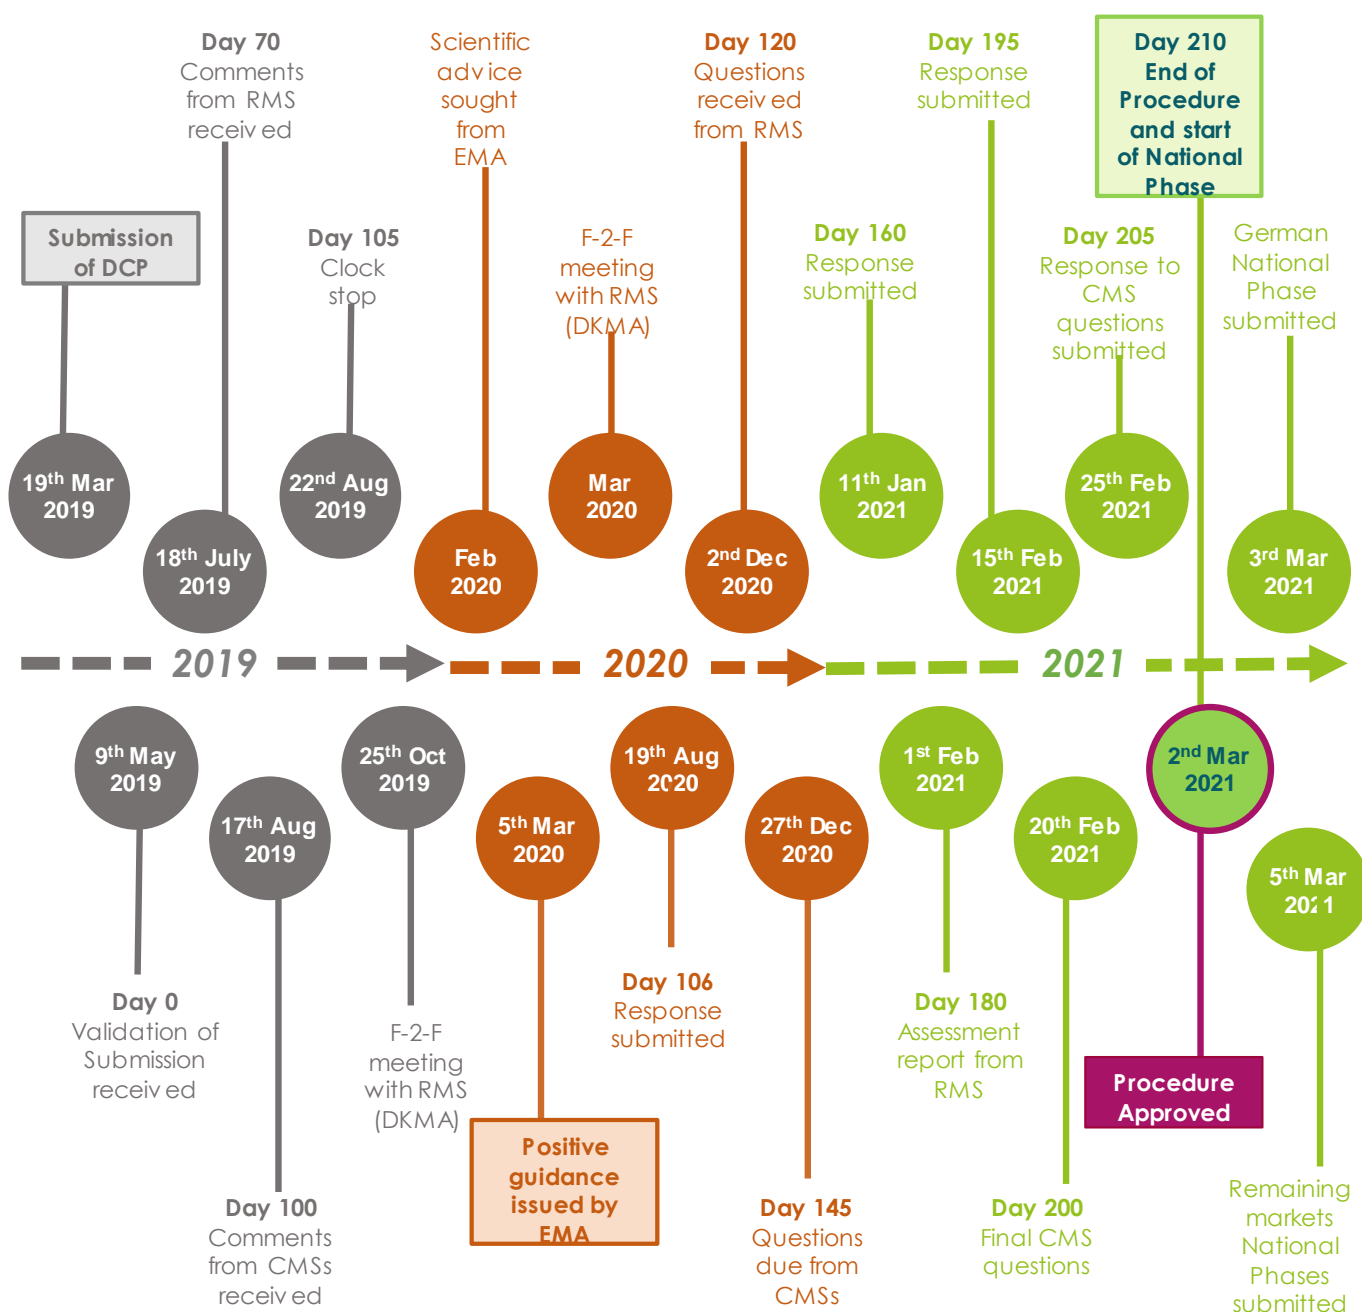 Day 70
Comments
from RMS
received
Scientific
advice
sought
from
EMA
Day 120
Questions
received
from RMS
Day 195
Response
submitted
Day 210
End of
Procedure
and start
of National
Phase
Submission
of DCP
Day 105
Clock
stop
F-2-F
meeting
with RMS
(DKMA)
Day 160
Response
submitted
Day 205
Response to
CMS
questions
submitted
German
National
Phase
submitted
19th Mar
2019
22nd Aug
2019
Mar
2020
11th Jan
2021
25th Feb
2021
18th July
2019
Feb
2020
2nd Dec
2020
15th Feb
2021
3rd Mar
2021
2019
2020
2021
9th May
2019
25th Oct
2019
19th Aug
2020
1st Feb
2021
2nd Mar
2021
17th Aug
2019
5th Mar
2020
27th Dec
2020
20th Feb
2021
5th Mar
2021
Day 0
Validation of
Submission
received
F-2-F
meeting
with RMS
(DKMA)
Day 106
Response
submitted
Day 180
Assessment
report from
RMS
Procedure
Approved
Day 100
Comments
from CMSs
received
Positive
guidance
issued by
EMA
Day 145
Questions
due from
CMSs
Day 200
Final CMS
questions
Remaining
markets
National
Phases
submitted